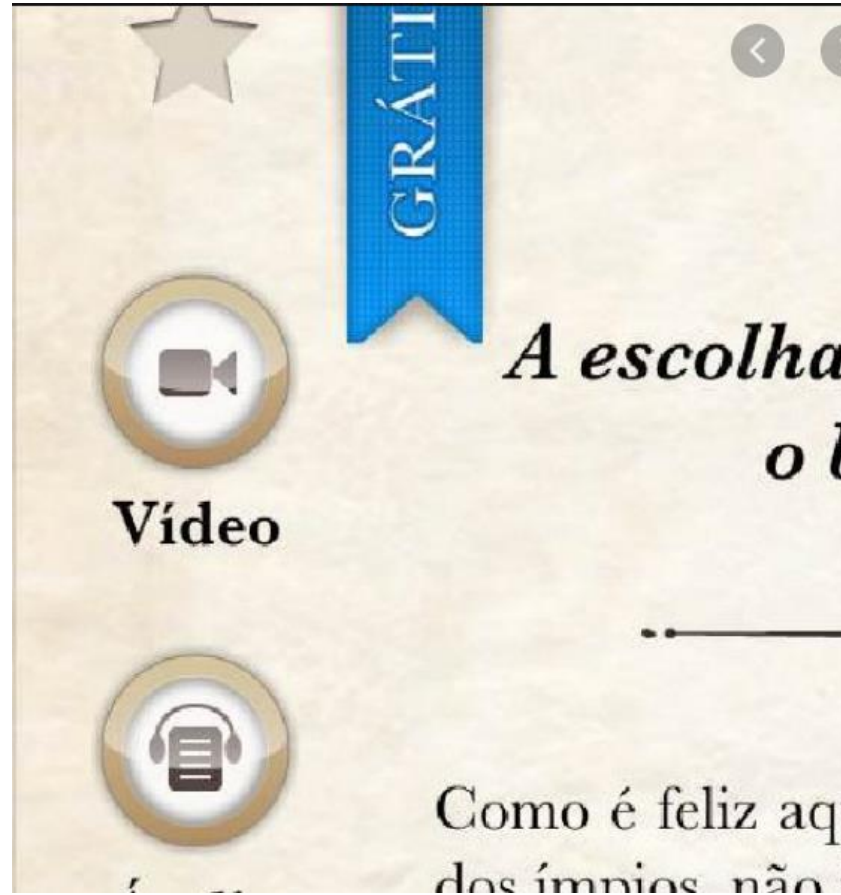 GRÁTI
A escolha
o
Vídeo
Como é feliz aq
dos ímpios, não